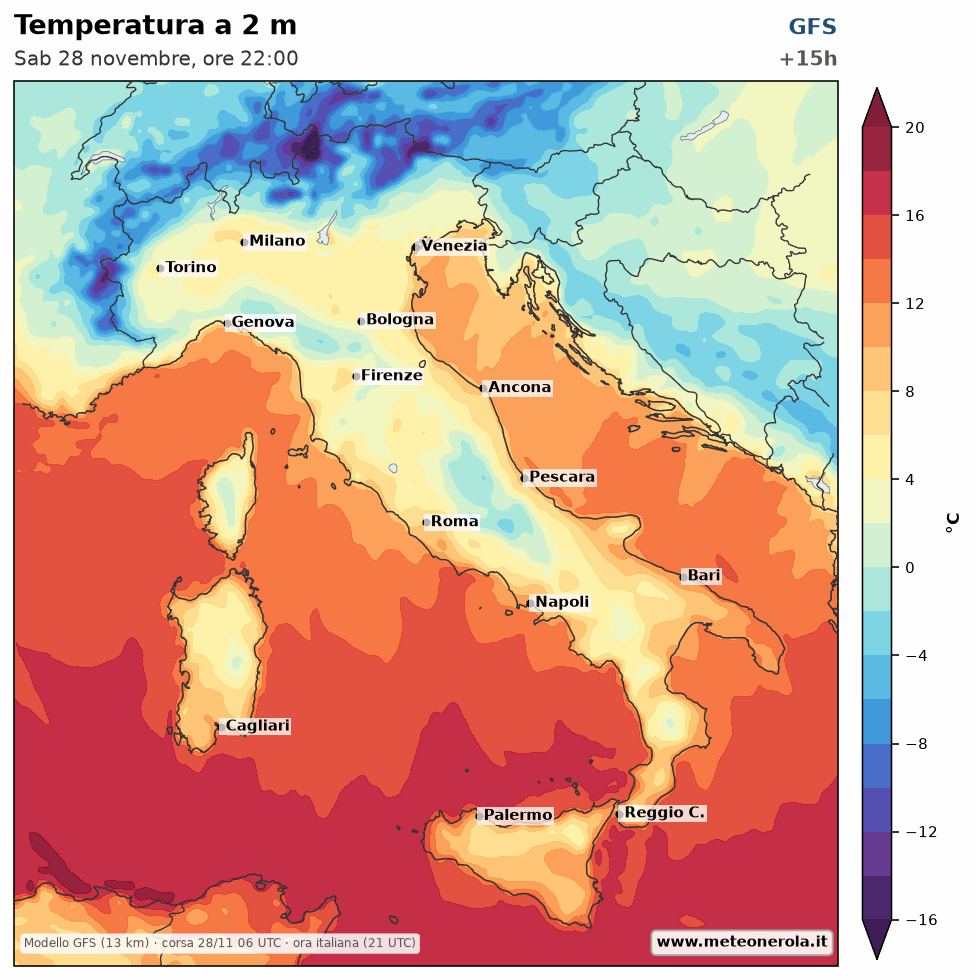 Temperatura a 2 m
GFS
Sab 28 novembre, ore 22:00
+15h
Milano
Venezia
Torino
Genova
Bologna
Firenze
Ancona
Pescara
Roma
Bari
Napoli
Cagliari
Palermo
Reggio C.
20
16
12
8
4
0
−4
−8
−12
−16
°C
Modello GFS (13 km) · corsa 28/11 06 UTC · ora italiana (21 UTC)
www.meteonerola.it